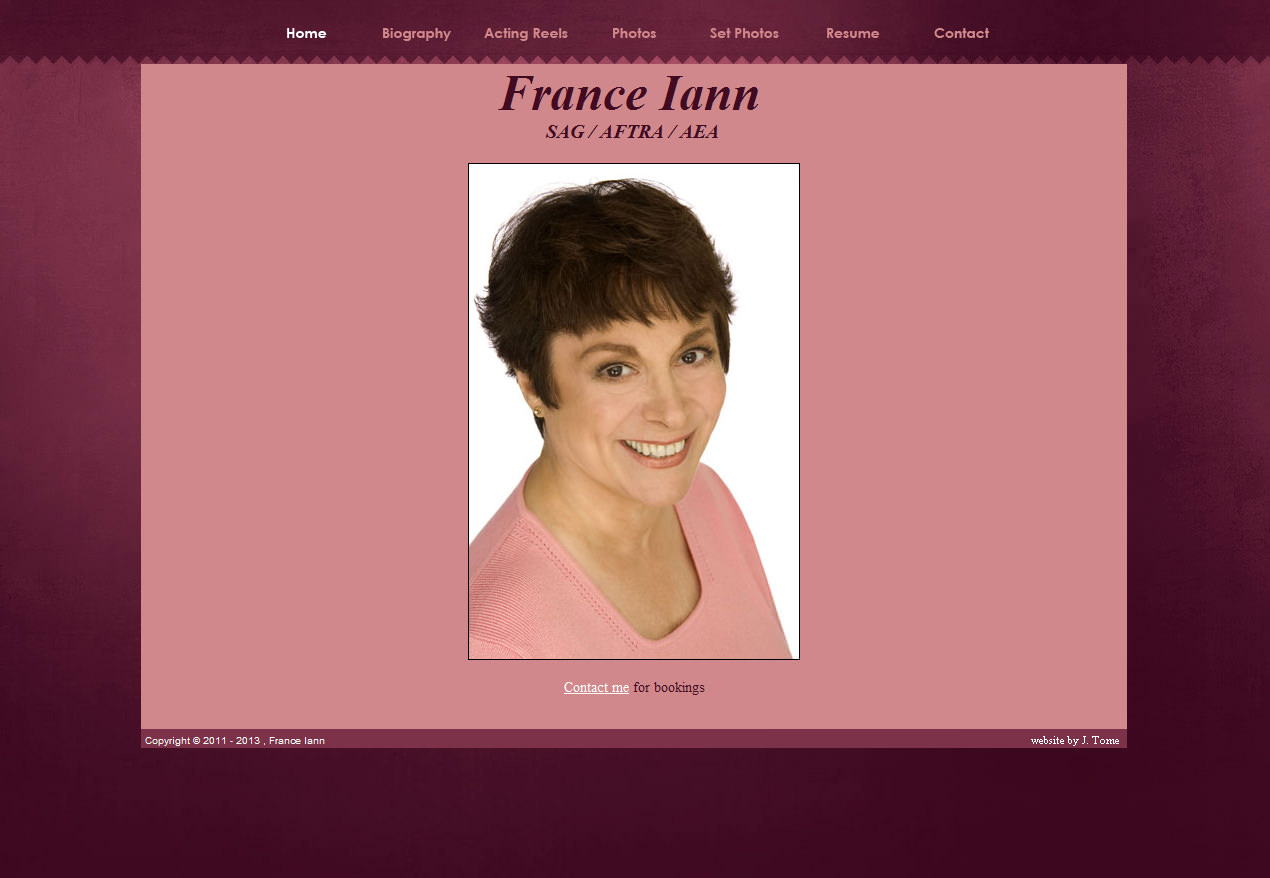 Home Biography Acting Reels Photos Set Photos Resume Contact
France Iann
SAG / AFTRA / AEA
Contact me for bookings
Copyright © 2011 - 2013 , France Iann website by J. Tome